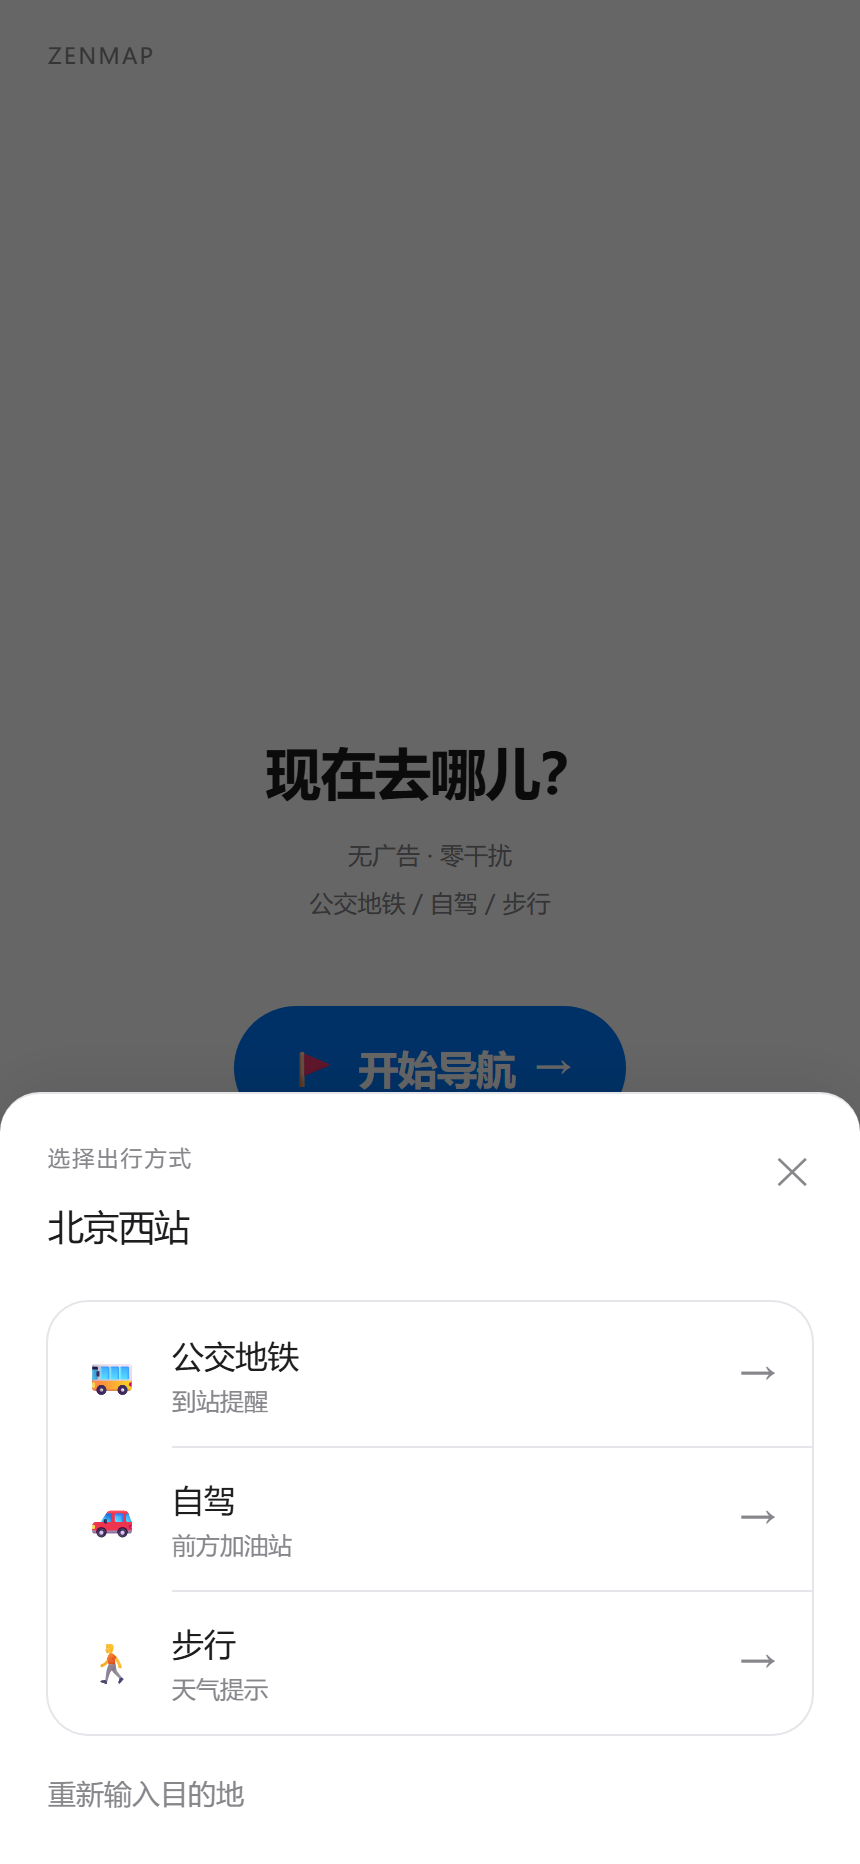 ZENMAP
现在去哪儿?
无广告 · 零干扰
公交地铁 / 自驾 / 步行
开始导航 →
选择出行方式
北京西站
公交地铁 →
到站提醒
自驾 →
前方加油站
步行 →
天气提示
重新输入目的地